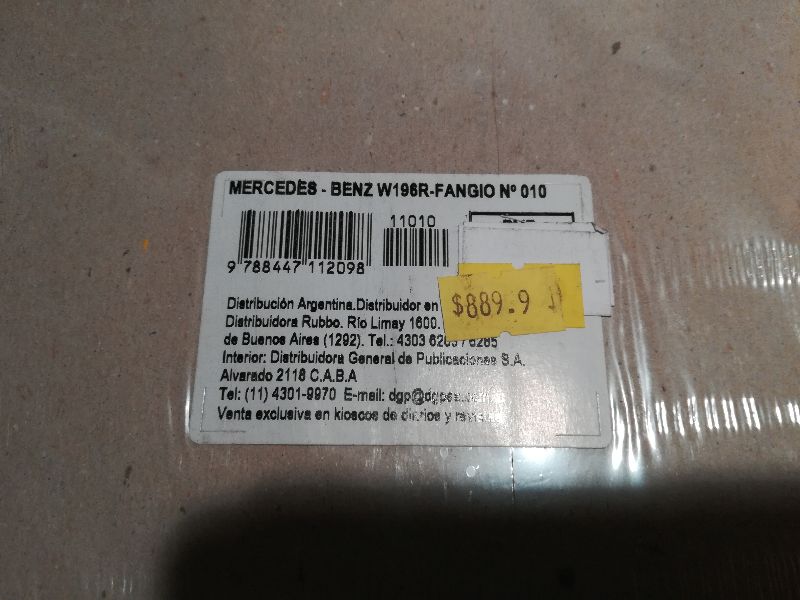 MERCEDES - BENZ W196R-FANGIO Nº 010
11010
9 788447 112098
$889.9
Distribución Argentina.Distribuidor en
Distribuidora Rubbo. Río Limay 1600.
de Buenos Aires (1292). Tel.: 4303
Interior: Distribuidora General de Publicaciones S.A.
Alvarado 2118 C.A.B.A
Tel: (11) 4301-9970 E-mail:
Venta exclusiva en kioscos de diarios y